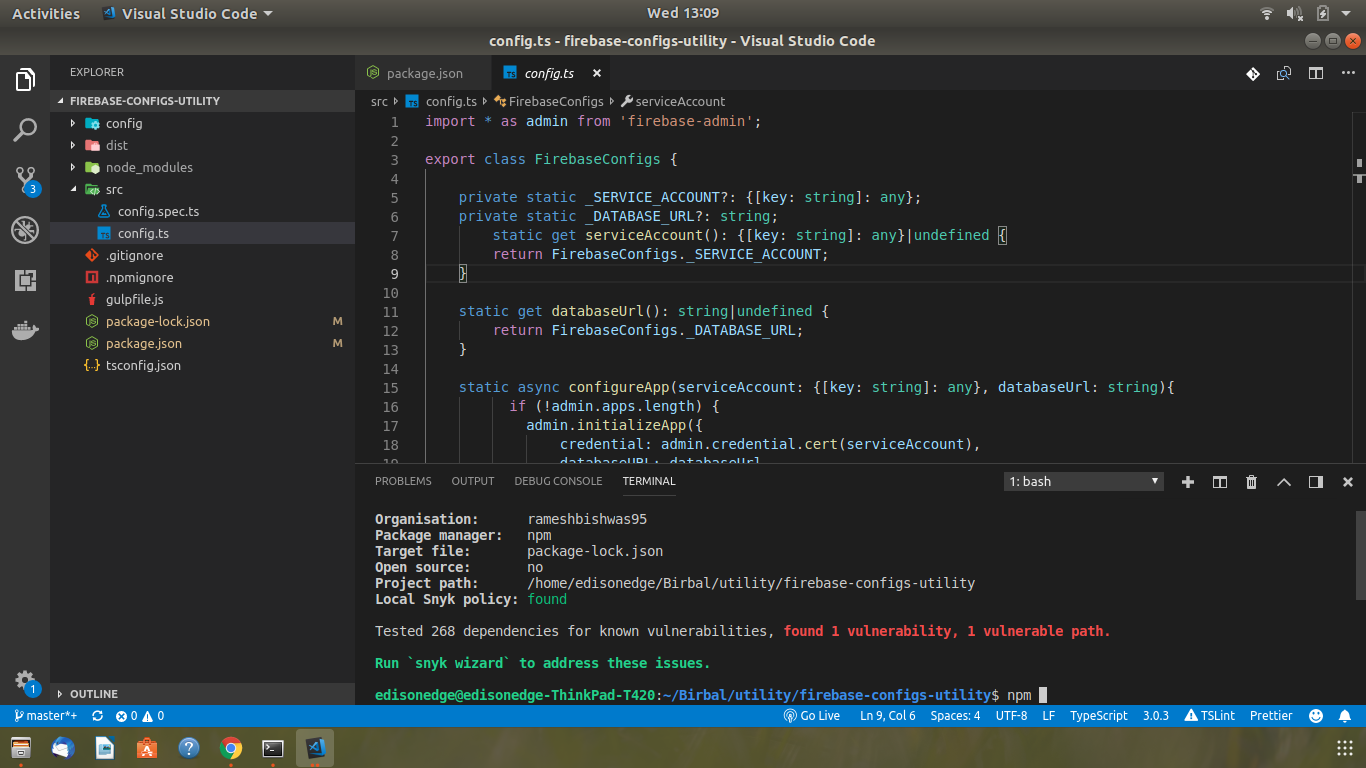 Activities Visual Studio Code Wed 13:09
config.ts - firebase-configs-utility - Visual Studio Code
EXPLORER
FIREBASE-CONFIGS-UTILITY
config
dist
node_modules
src
config.spec.ts
config.ts
.gitignore
.npmignore
gulpfile.js
package-lock.json M
package.json M
tsconfig.json
OUTLINE
3
1
package.json config.ts
src config.ts FirebaseConfigs serviceAccount
1 import * as admin from 'firebase-admin';
2
3 export class FirebaseConfigs {
4
5 private static _SERVICE_ACCOUNT?: {[key: string]: any};
6 private static _DATABASE_URL?: string;
7 static get serviceAccount(): {[key: string]: any}|undefined {
8 return FirebaseConfigs._SERVICE_ACCOUNT;
9 }
10
11 static get databaseUrl(): string|undefined {
12 return FirebaseConfigs._DATABASE_URL;
13 }
14
15 static async configureApp(serviceAccount: {[key: string]: any}, databaseUrl: string){
16 if (!admin.apps.length) {
17 admin.initializeApp({
18 credential: admin.credential.cert(serviceAccount),
19 databaseURL: databaseUrl
PROBLEMS OUTPUT DEBUG CONSOLE TERMINAL 1: bash
Organisation: rameshbishwas95
Package manager: npm
Target file: package-lock.json
Open source: no
Project path: /home/edisonedge/Birbal/utility/firebase-configs-utility
Local Snyk policy: found
Tested 268 dependencies for known vulnerabilities, found 1 vulnerability, 1 vulnerable path.
Run `snyk wizard` to address these issues.
edisonedge@edisonedge-ThinkPad-T420:~/Birbal/utility/firebase-configs-utility$ npm
master*+ 0 0 Go Live Ln 9, Col 6 Spaces: 4 UTF-8 LF TypeScript 3.0.3 TSLint Prettier